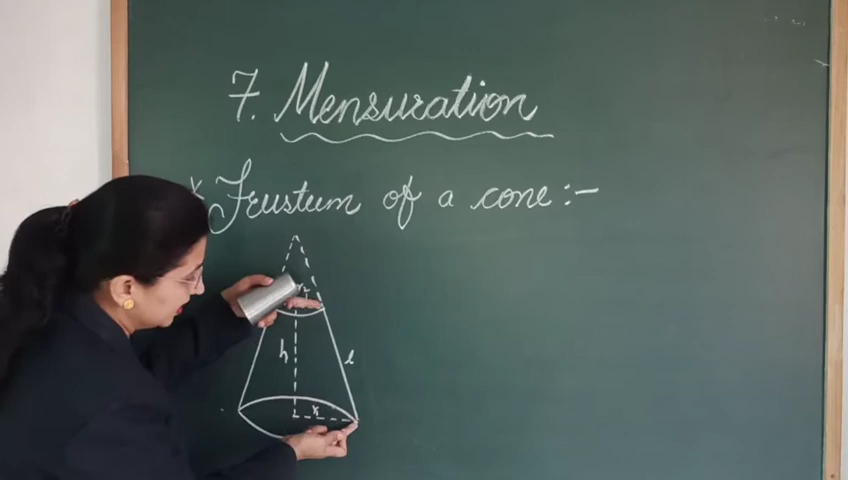 7. Mensuration
* Frustum of a cone :-
h
l